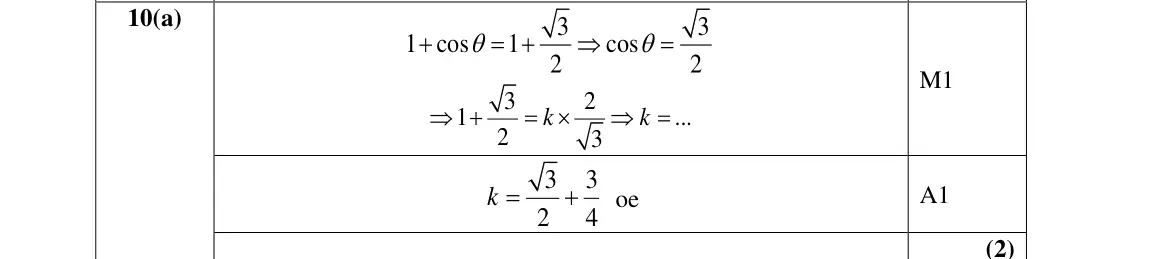 10(a)
1 + cos θ = 1 + √3/2 ⇒ cos θ = √3/2
M1
⇒ 1 + √3/2 = k × 2/√3 ⇒ k = ...
k = √3/2 + 3/4 oe
A1
(2)